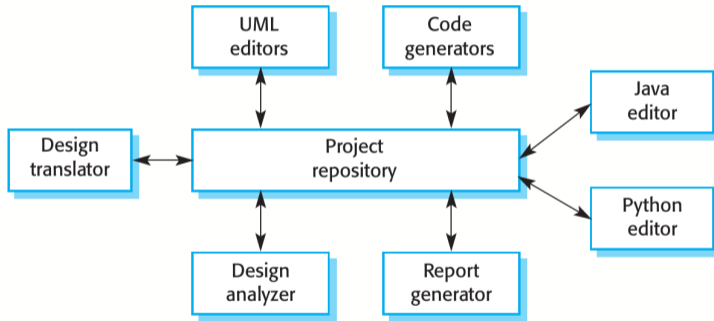 UML
editors
Code
generators
Java
editor
Design
translator
Project
repository
Python
editor
Design
analyzer
Report
generator